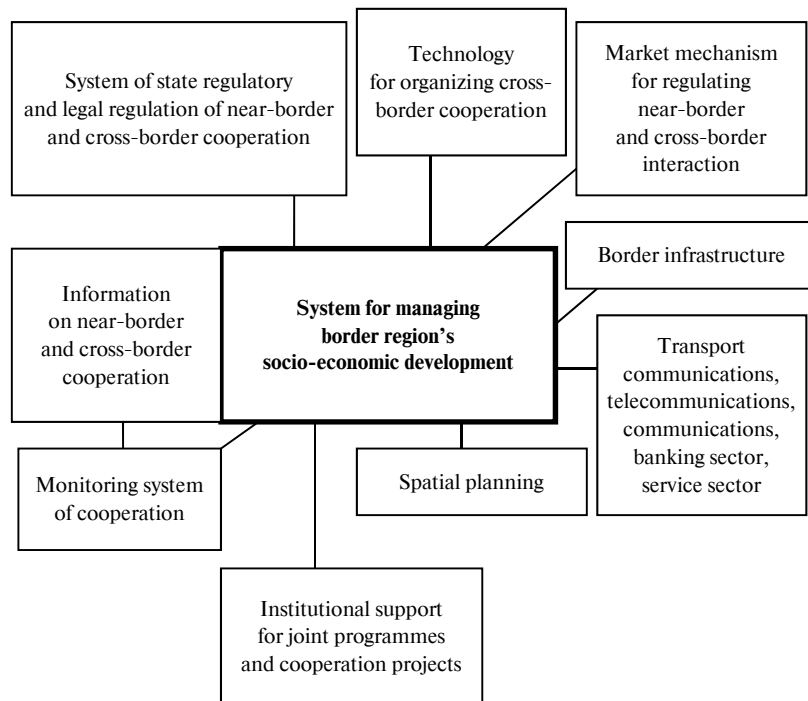 System of state regulatory
and legal regulation of near-border
and cross-border cooperation
Technology
for organizing cross-
border cooperation
Market mechanism
for regulating
near-border
and cross-border
interaction
Border infrastructure
Information
on near-border
and cross-border
cooperation
System for managing
border region’s
socio-economic development
Transport
communications,
telecommunications,
communications,
banking sector,
service sector
Monitoring system
of cooperation
Spatial planning
Institutional support
for joint programmes
and cooperation projects